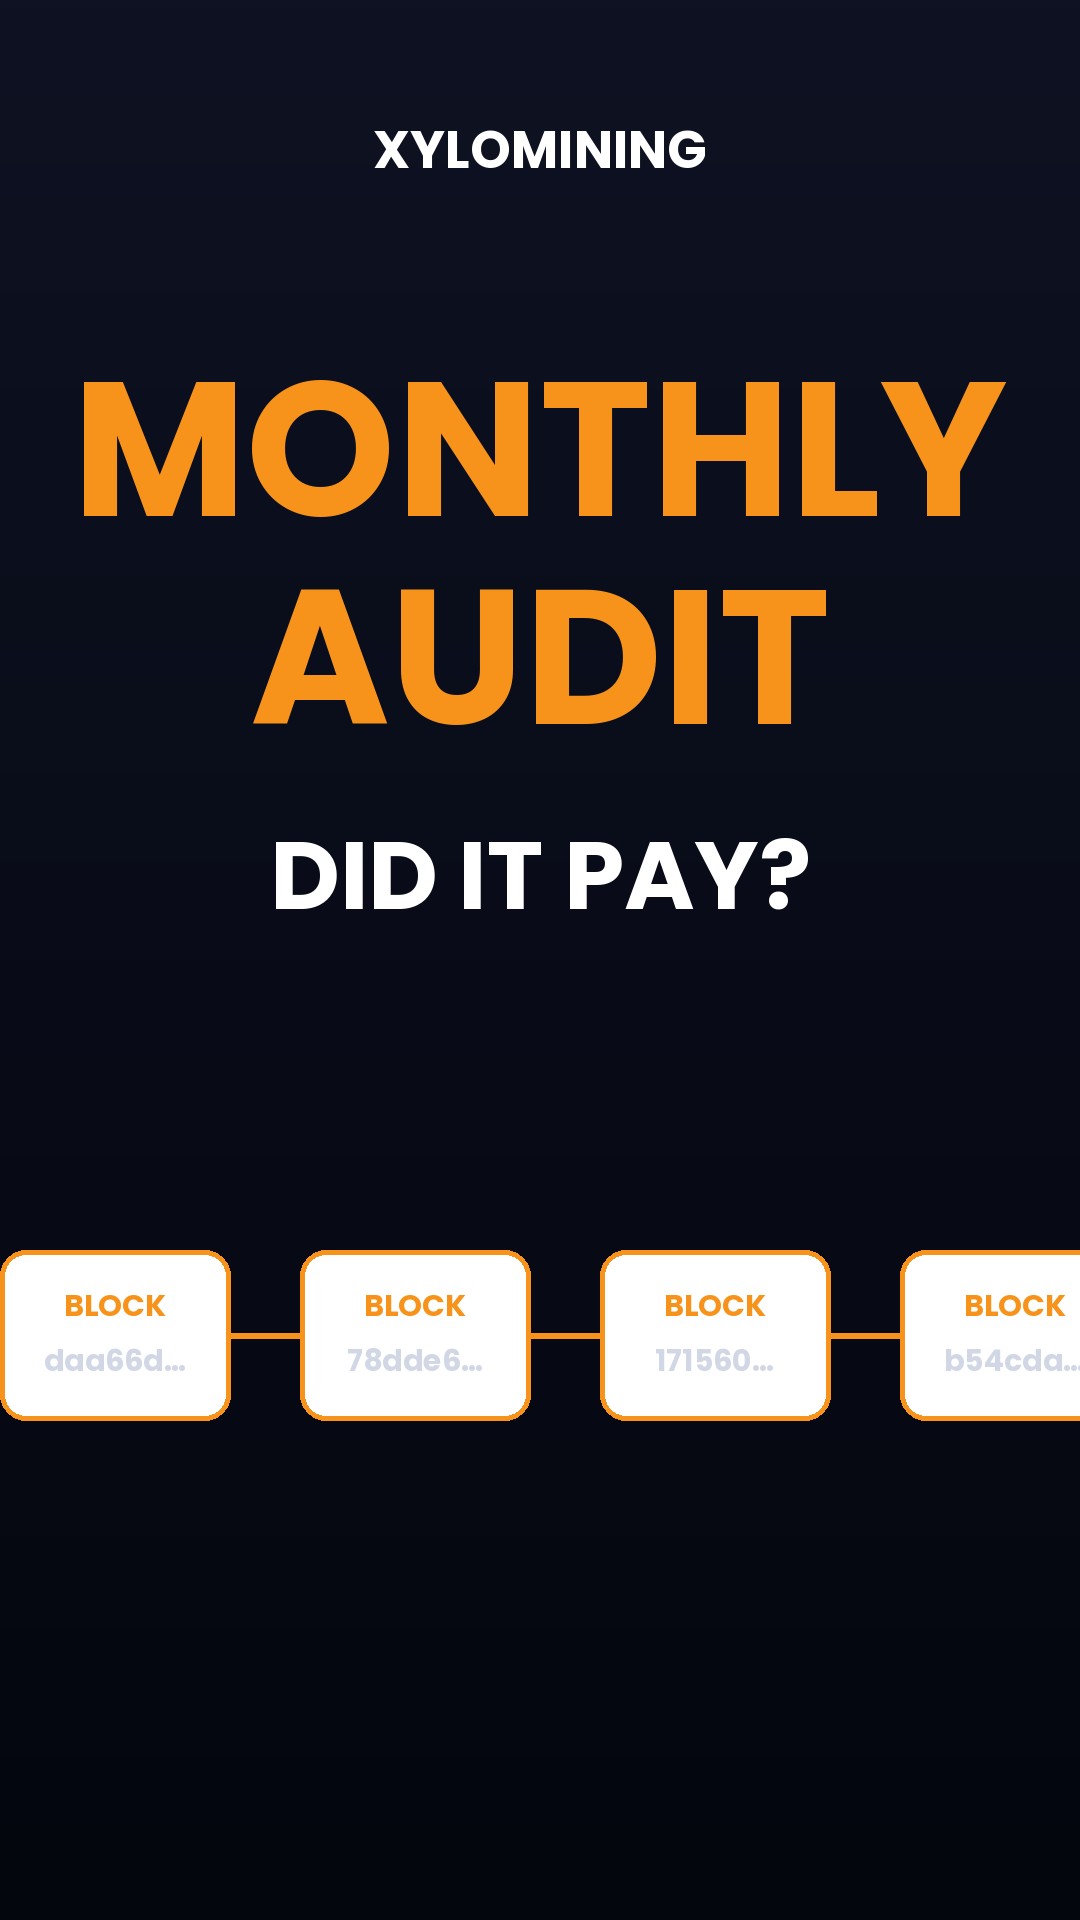 XYLOMINING
MONTHLY
AUDIT
DID IT PAY?
BLOCK BLOCK BLOCK BLOCK
daa66d... 78dde6... 171560... b54cda...